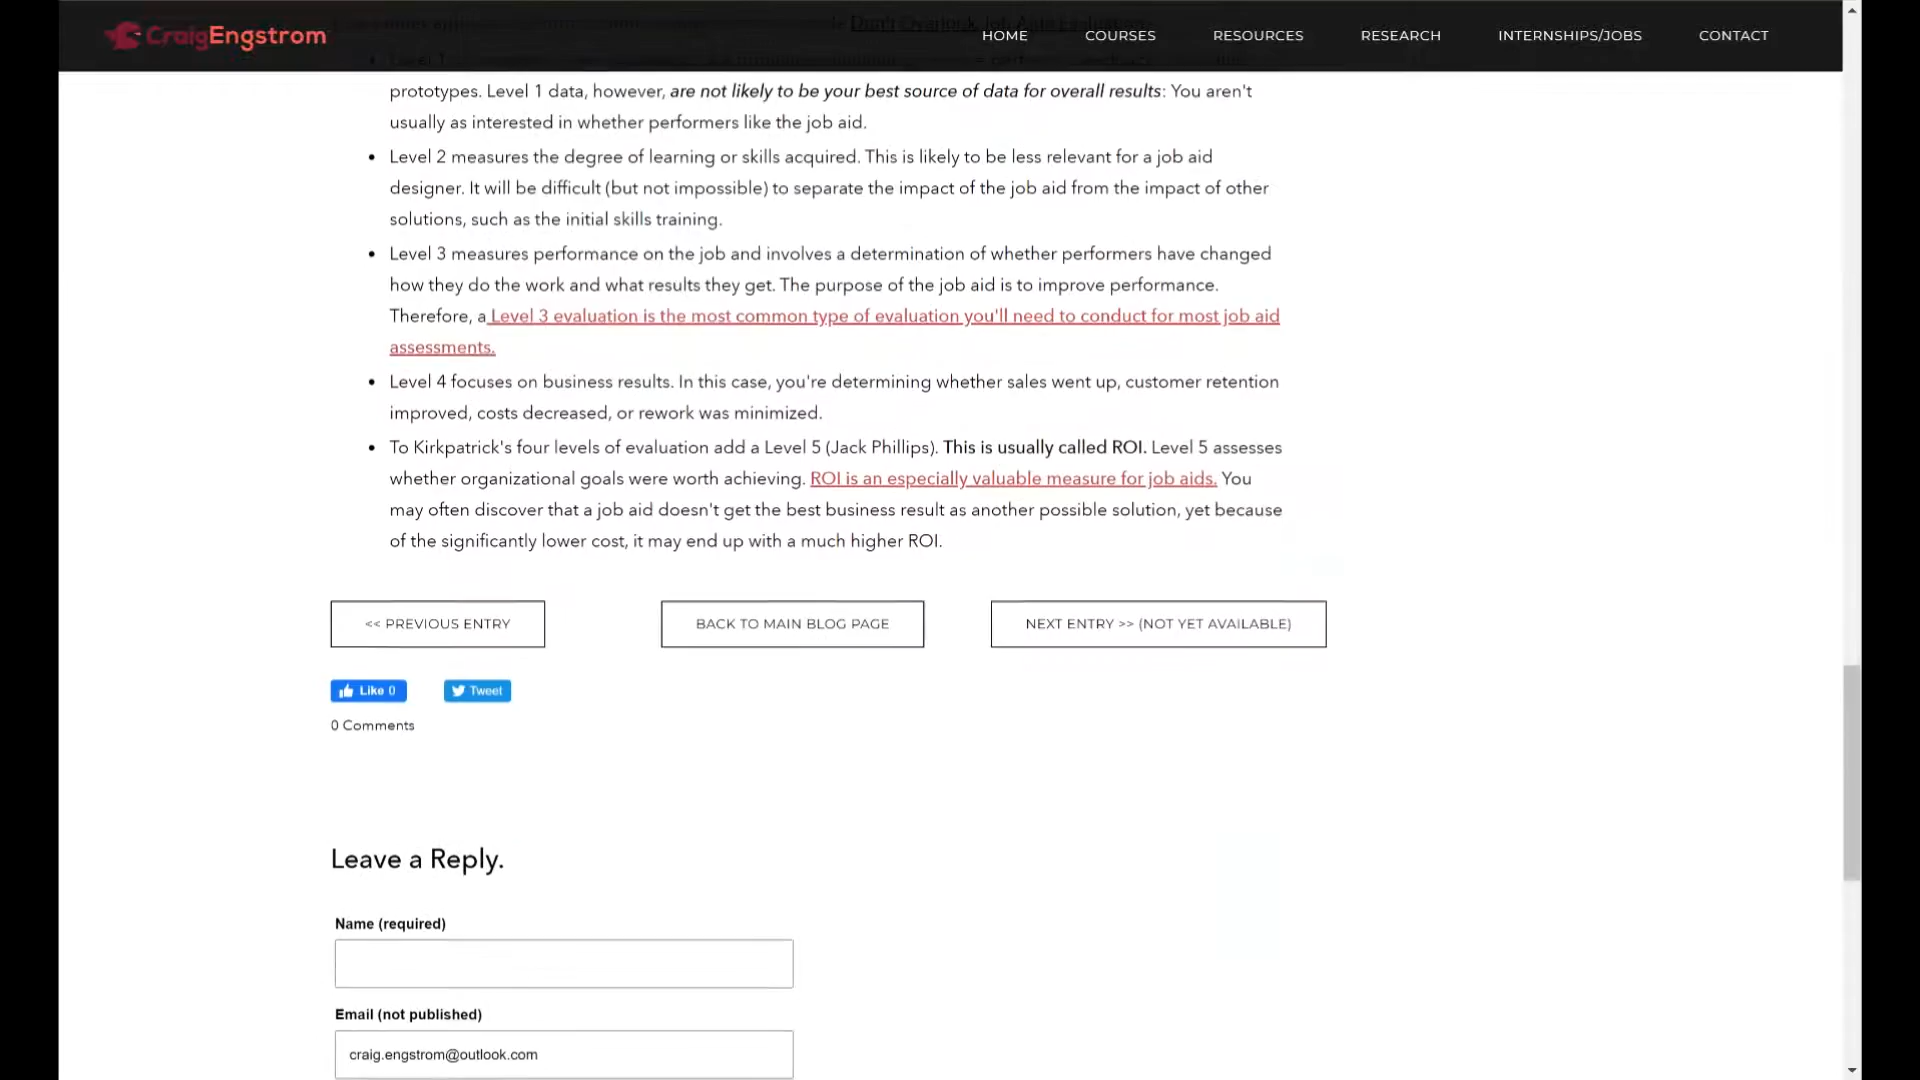 CraigEngstrom
HOME COURSES RESOURCES RESEARCH INTERNSHIPS/JOBS CONTACT
prototypes. Level 1 data, however, are not likely to be your best source of data for overall results: You aren't
usually as interested in whether performers like the job aid.
• Level 2 measures the degree of learning or skills acquired. This is likely to be less relevant for a job aid
designer. It will be difficult (but not impossible) to separate the impact of the job aid from the impact of other
solutions, such as the initial skills training.
• Level 3 measures performance on the job and involves a determination of whether performers have changed
how they do the work and what results they get. The purpose of the job aid is to improve performance.
Therefore, a Level 3 evaluation is the most common type of evaluation you'll need to conduct for most job aid
assessments.
• Level 4 focuses on business results. In this case, you're determining whether sales went up, customer retention
improved, costs decreased, or rework was minimized.
• To Kirkpatrick's four levels of evaluation add a Level 5 (Jack Phillips). This is usually called ROI. Level 5 assesses
whether organizational goals were worth achieving. ROI is an especially valuable measure for job aids. You
may often discover that a job aid doesn't get the best business result as another possible solution, yet because
of the significantly lower cost, it may end up with a much higher ROI.
<< PREVIOUS ENTRY BACK TO MAIN BLOG PAGE NEXT ENTRY >> (NOT YET AVAILABLE)
Like 0 Tweet
0 Comments
Leave a Reply.
Name (required)
Email (not published)
craig.engstrom@outlook.com